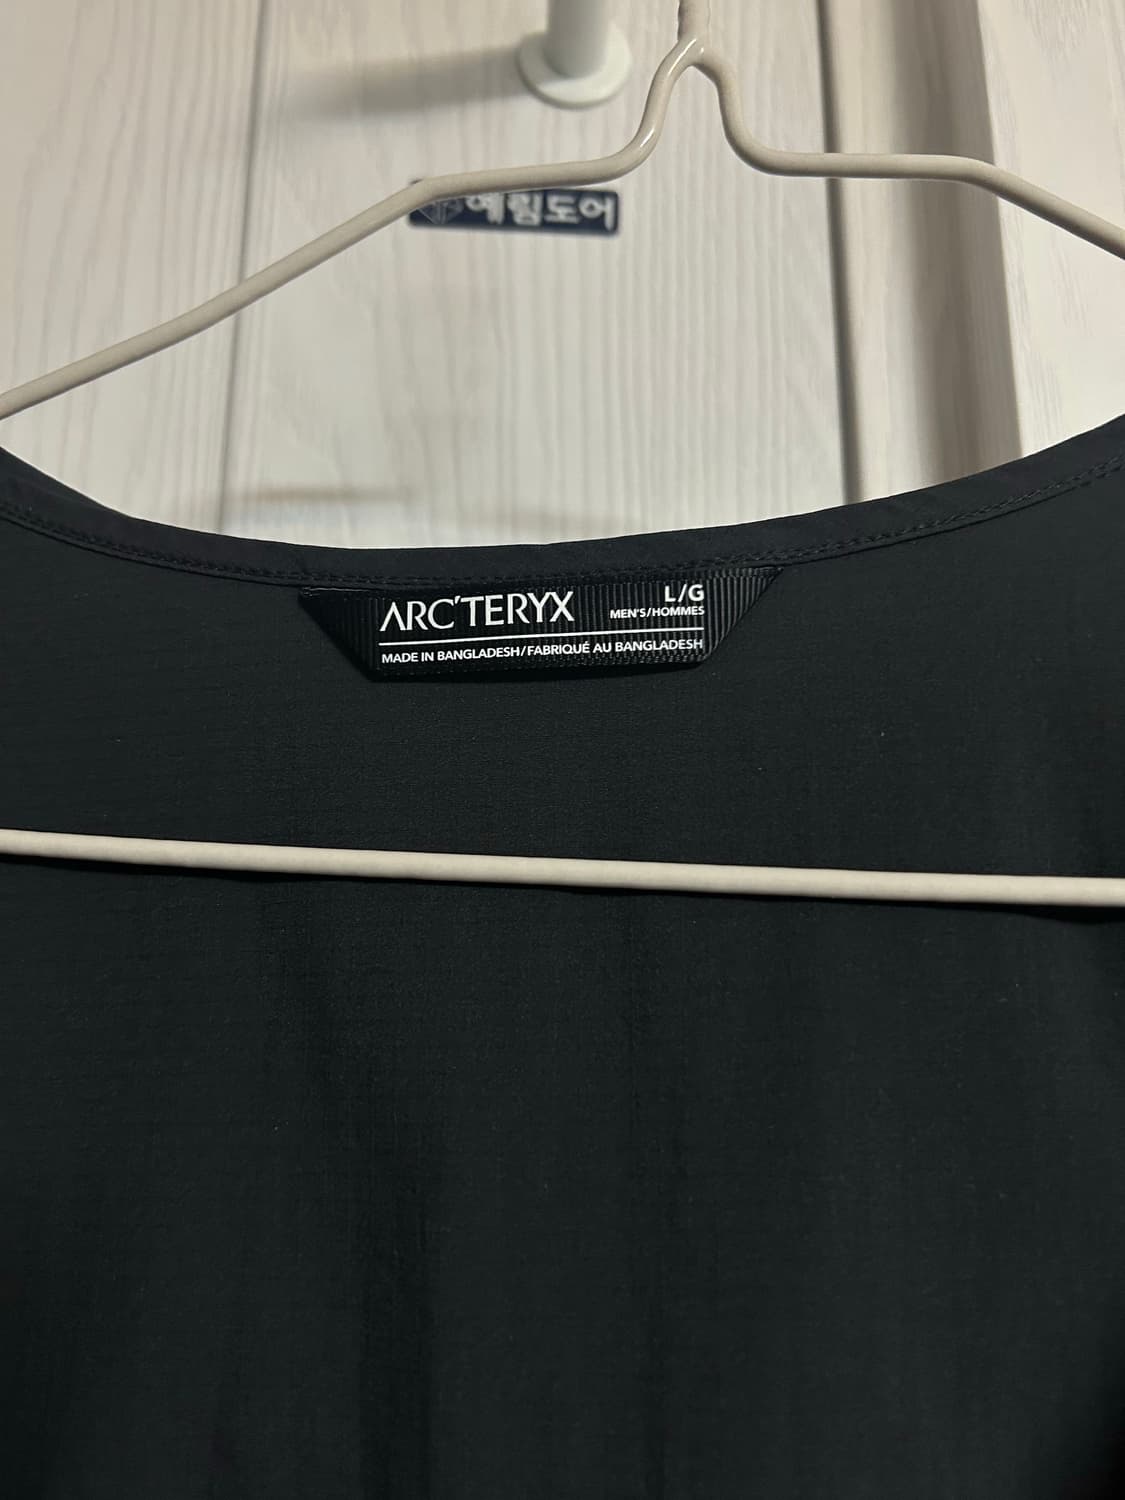 예림도어
ARC'TERYX
L/G
MEN'S/HOMMES
MADE IN BANGLADESH/FABRIQUÉ AU BANGLADESH